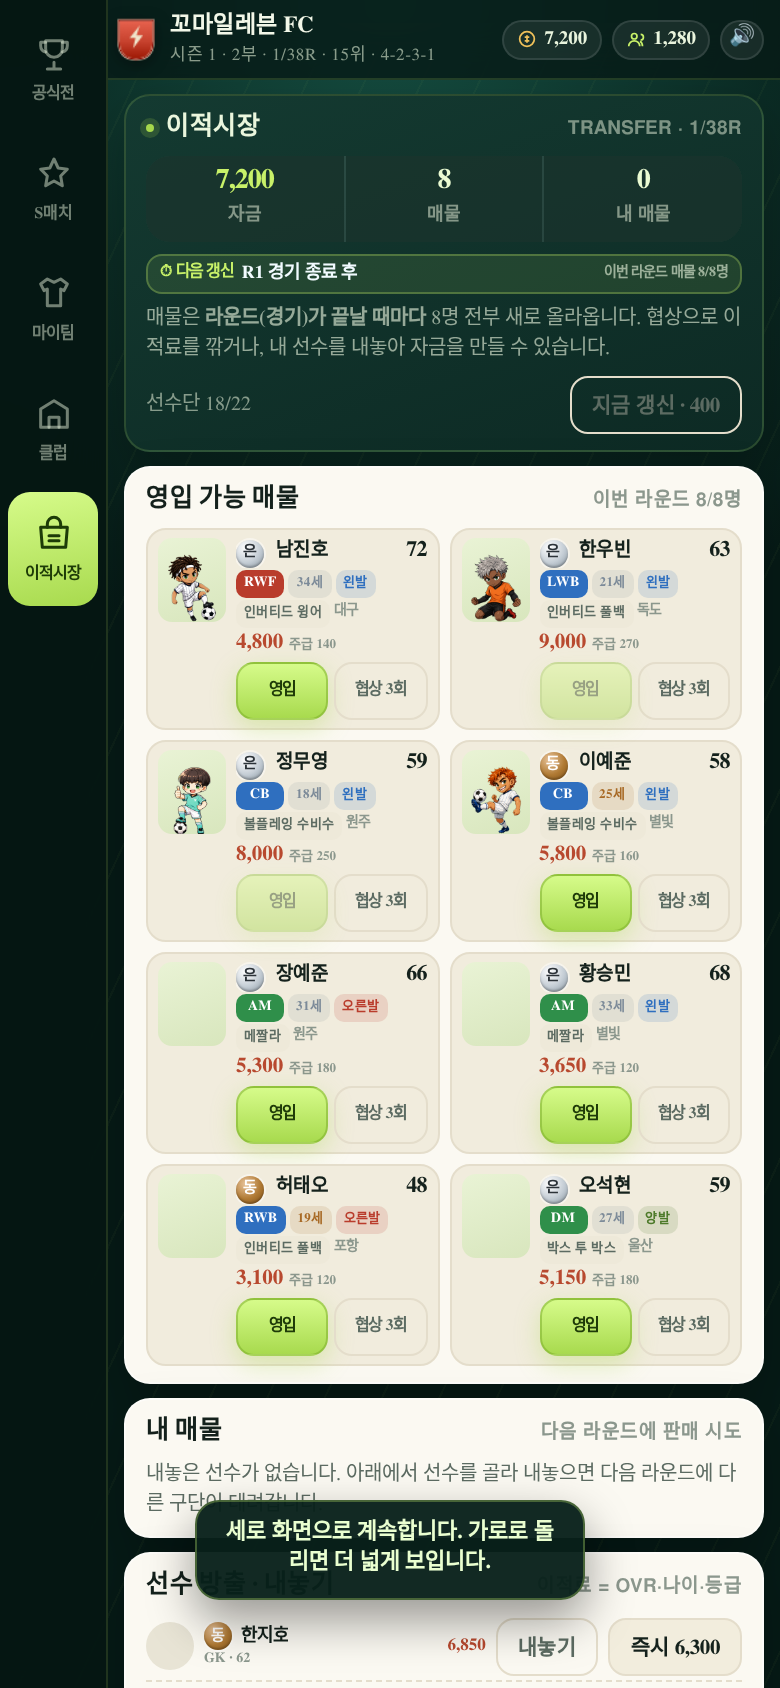 꼬마일레븐 FC
시즌 1 · 2부 · 1/38R · 15위 · 4-2-3-1
7,200
1,280
공식전
S매치
마이팀
클럽
이적시장
이적시장
TRANSFER · 1/38R
7,200
8
0
자금
매물
내 매물
다음 갱신 R1 경기 종료 후
이번 라운드 매물 8/8명
매물은 라운드(경기)가 끝날 때마다 8명 전부 새로 올라옵니다. 협상으로 이
적료를 깎거나, 내 선수를 내놓아 자금을 만들 수 있습니다.
선수단 18/22
지금 갱신 · 400
영입 가능 매물
이번 라운드 8/8명
은 남진호 72
RWF 34세 왼발
인버티드 윙어 대구
4,800 주급 140
영입 협상 3회
은 한우빈 63
LWB 21세 왼발
인버티드 풀백 독도
9,000 주급 270
영입 협상 3회
은 정무영 59
CB 18세 왼발
볼플레잉 수비수 원주
8,000 주급 250
영입 협상 3회
동 이예준 58
CB 25세 왼발
볼플레잉 수비수 별빛
5,800 주급 160
영입 협상 3회
은 장예준 66
AM 31세 오른발
메짤라 원주
5,300 주급 180
영입 협상 3회
은 황승민 68
AM 33세 왼발
메짤라 별빛
3,650 주급 120
영입 협상 3회
동 허태오 48
RWB 19세 오른발
인버티드 풀백 포항
3,100 주급 120
영입 협상 3회
은 오석현 59
DM 27세 양발
박스 투 박스 울산
5,150 주급 180
영입 협상 3회
내 매물
다음 라운드에 판매 시도
내놓은 선수가 없습니다. 아래에서 선수를 골라 내놓으면 다음 라운드에 다
른 구단이 데려갑니다.
세로 화면으로 계속합니다. 가로로 돌
리면 더 넓게 보입니다.
선수 방출 · 내놓기
이적료 = OVR·나이·등급
동 한지호
GK · 62
6,850
내놓기
즉시 6,300